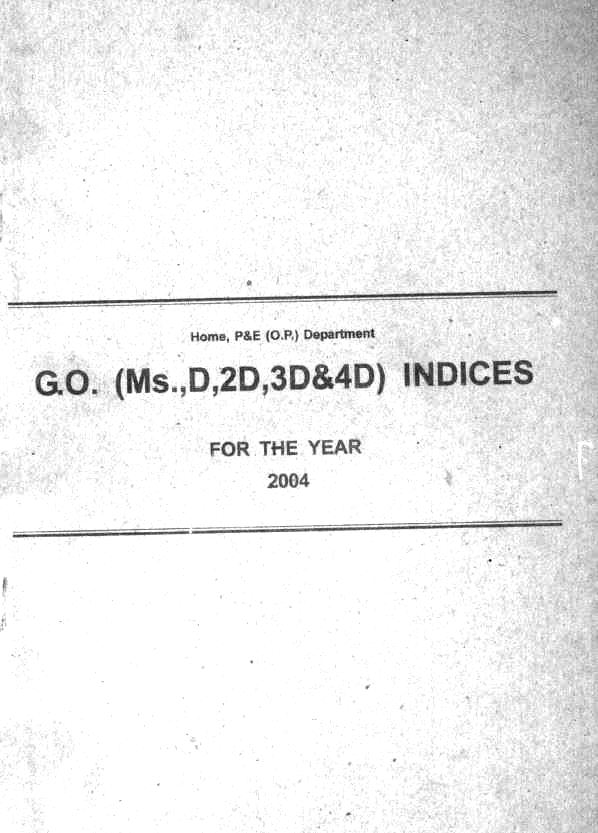 Home, P&E (O.P.) Department
G.O. (Ms.,D,2D,3D&4D) INDICES
FOR THE YEAR
2004